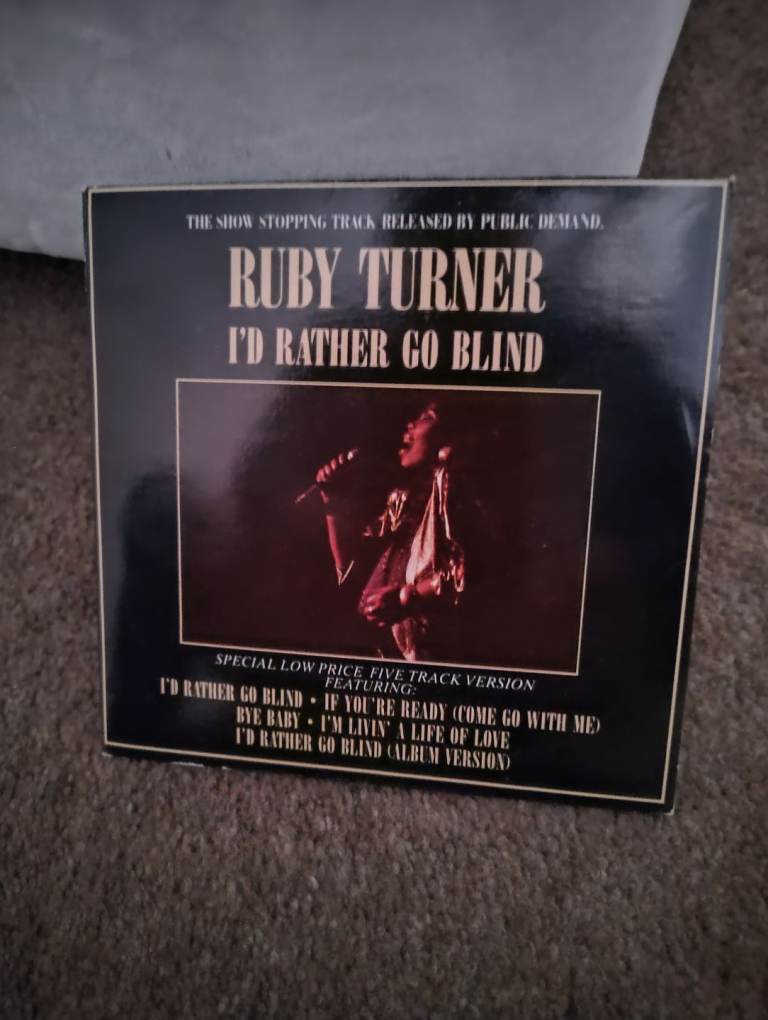 THE SHOW STOPPING TRACK RELEASED BY PUBLIC DEMAND.
RUBY TURNER
I'D RATHER GO BLIND
SPECIAL LOW PRICE FIVE TRACK VERSION
FEATURING:
I'D RATHER GO BLIND • IF YOU'RE READY (COME GO WITH ME)
BYE BABY • I'M LIVIN' A LIFE OF LOVE
I'D RATHER GO BLIND (ALBUM VERSION)